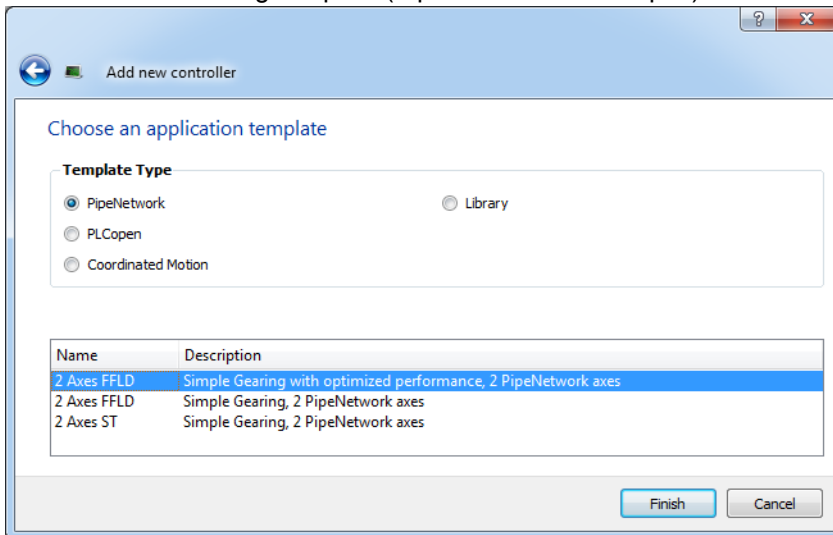 Add new controller
Choose an application template
Template Type
PipeNetwork
Library
PLCopen
Coordinated Motion
Name Description
2 Axes FFLD Simple Gearing with optimized performance, 2 PipeNetwork axes
2 Axes FFLD Simple Gearing, 2 PipeNetwork axes
2 Axes ST Simple Gearing, 2 PipeNetwork axes
Finish Cancel